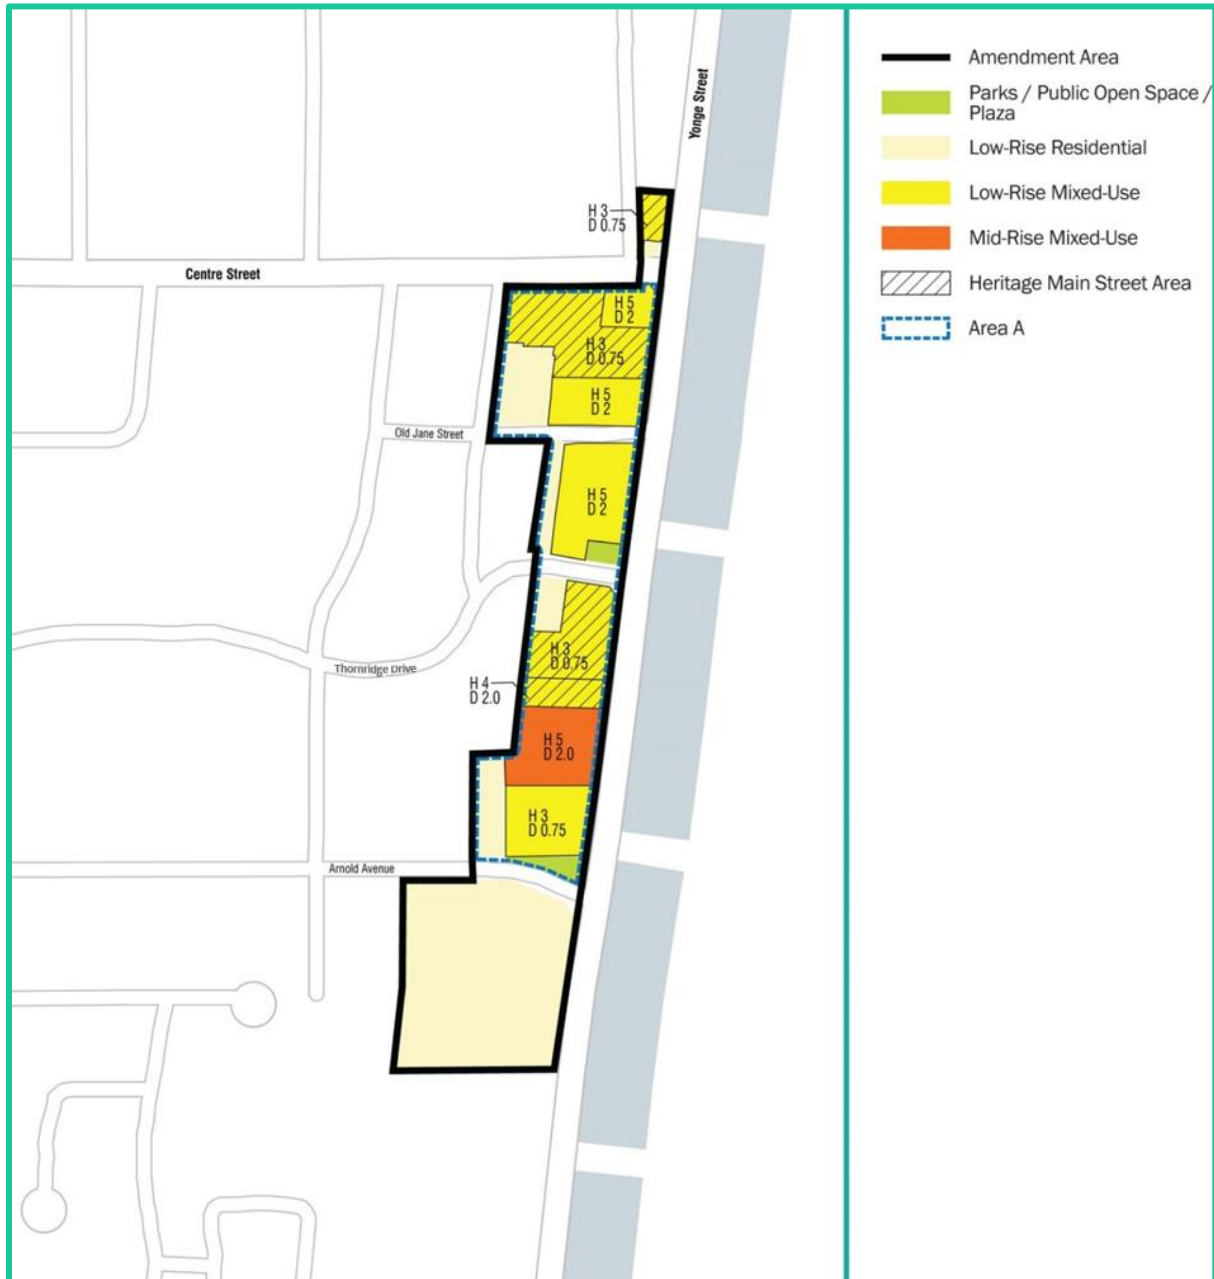 Yonge Street
H 3
D 0.75
Centre Street
H 5
D 2
H 3
D 0.75
H 5
D 2
Old Jane Street
H 5
D 2
H 3
D 0.75
Thornridge Drive
H 4
D 2.0
H 5
D 2.0
H 3
D 0.75
Arnold Avenue
Amendment Area
Parks / Public Open Space /
Plaza
Low-Rise Residential
Low-Rise Mixed-Use
Mid-Rise Mixed-Use
Heritage Main Street Area
Area A